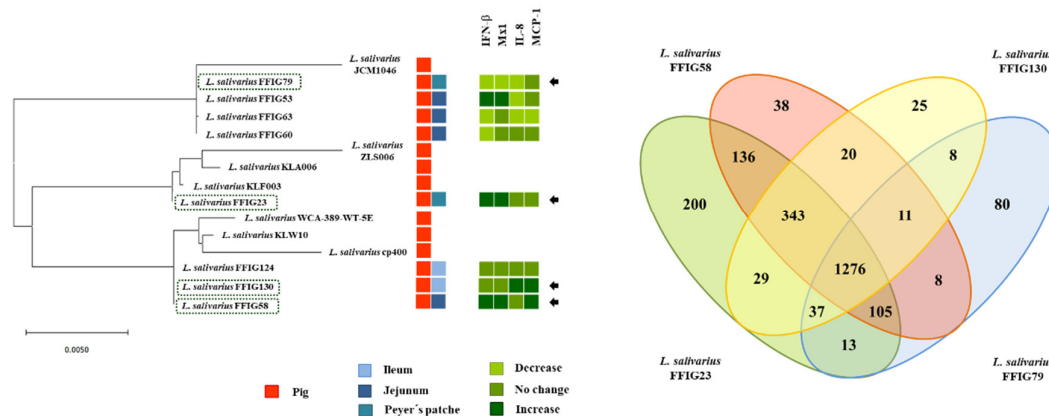 IFN-β
Mx1
IL-8
MCP-1
L. salivarius
JCM1046
L. salivarius FFIG79
L. salivarius FFIG53
L. salivarius FFIG63
L. salivarius FFIG60
L. salivarius
ZLS006
L. salivarius KLA006
L. salivarius KLF003
L. salivarius FFIG23
L. salivarius WCA-389-WT-5E
L. salivarius KLW10
L. salivarius cp400
L. salivarius FFIG124
L. salivarius FFIG130
L. salivarius FFIG58
0.0050
Pig
Ileum
Jejunum
Peyer´s patche
Decrease
No change
Increase
L. salivarius
FFIG58
L. salivarius
FFIG130
38
25
136
20
8
200
343
11
80
1276
29
37
105
8
13
L. salivarius
FFIG23
L. salivarius
FFIG79